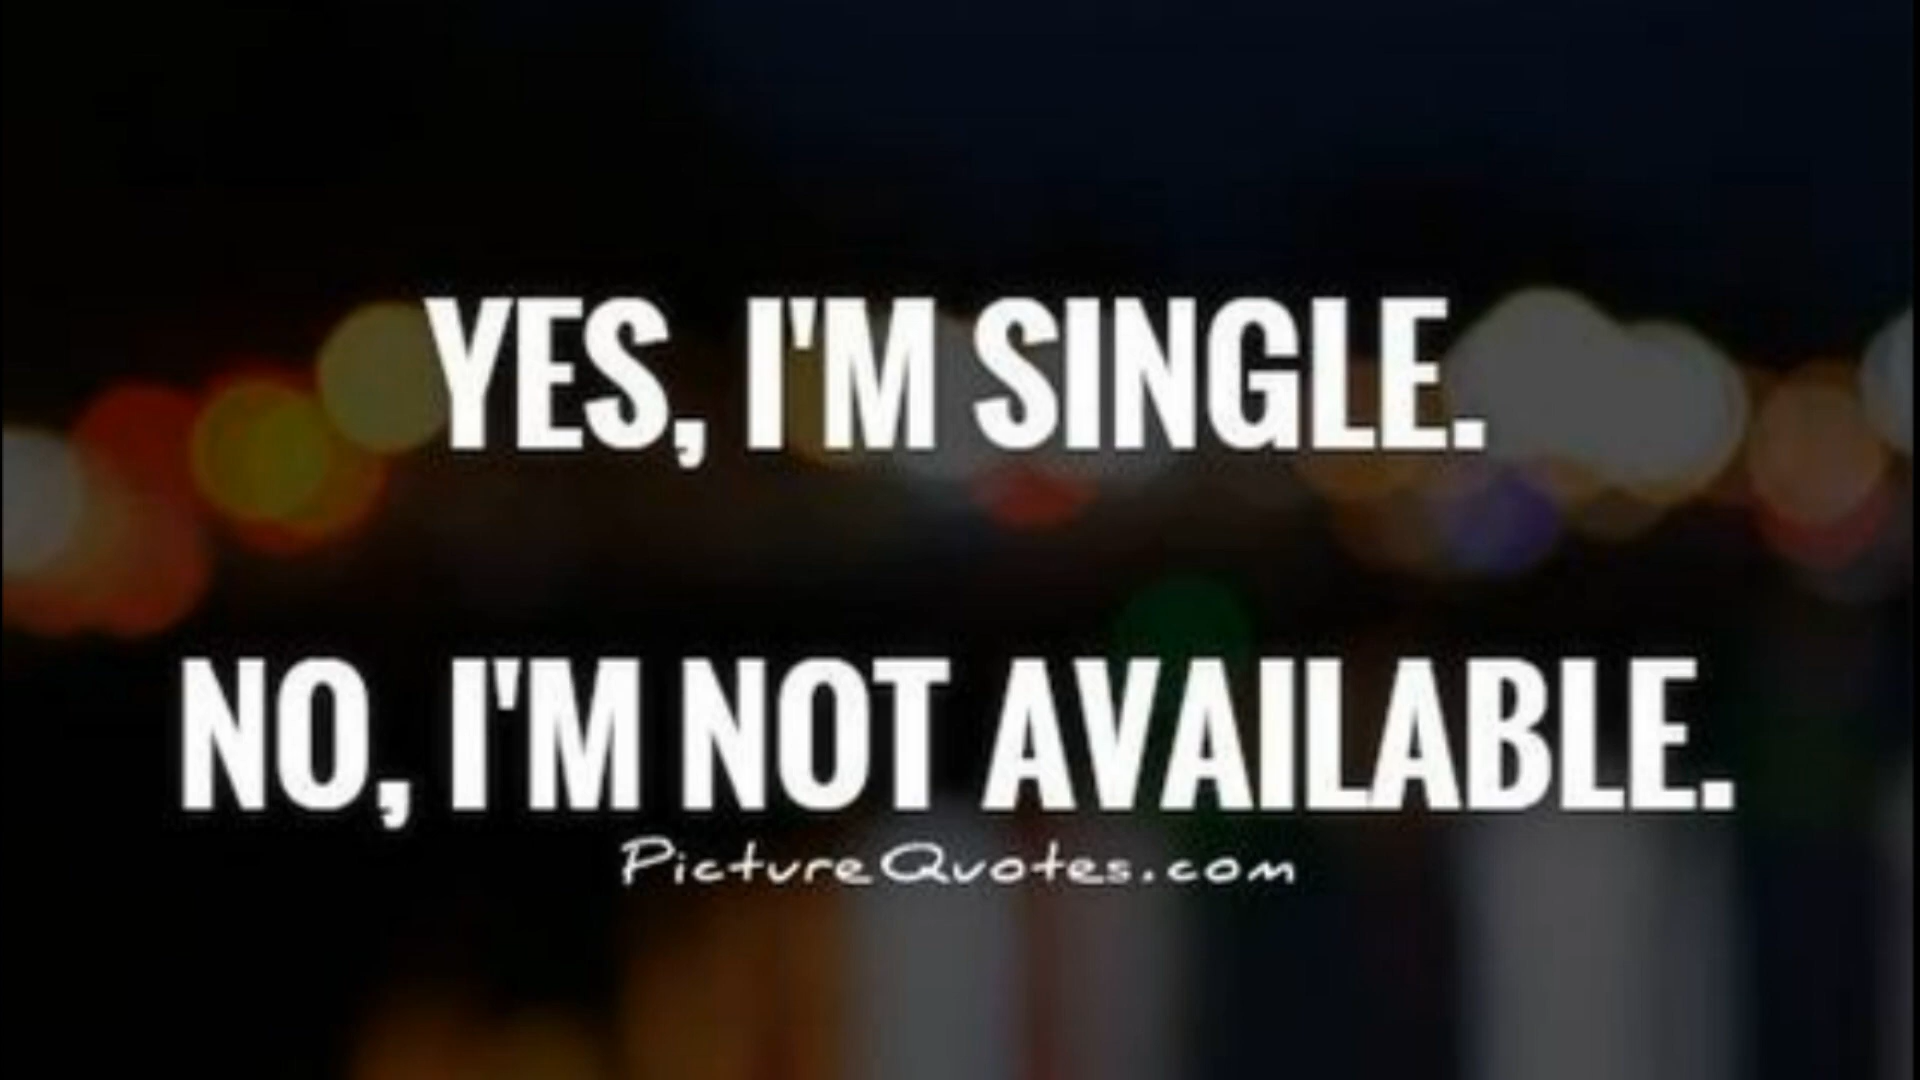 YES, I'M SINGLE.
NO, I'M NOT AVAILABLE.
PictureQuotes.com